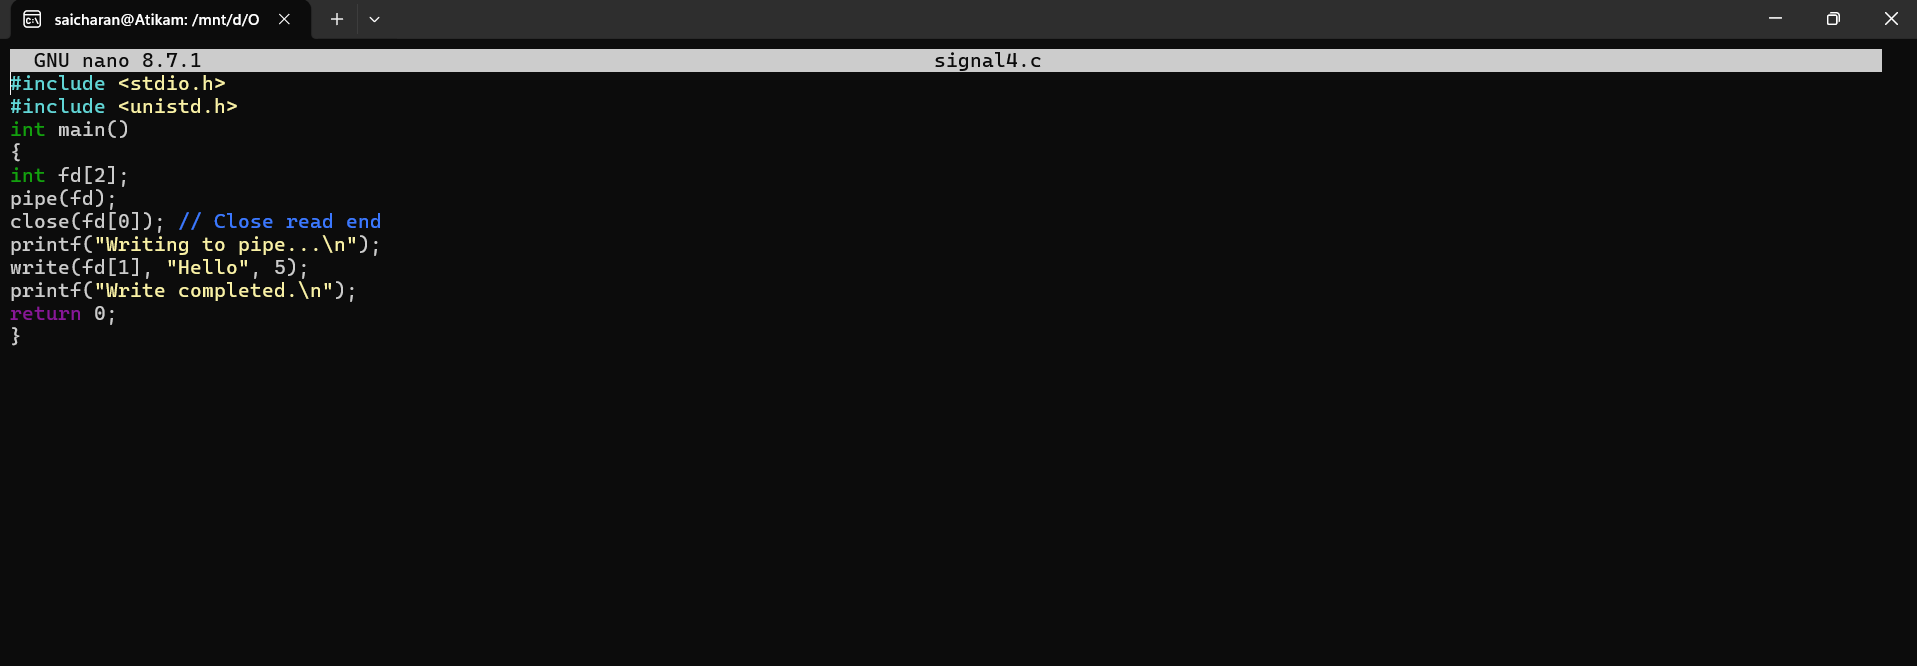 saicharan@Atikam: /mnt/d/O
GNU nano 8.7.1 signal4.c
#include <stdio.h>
#include <unistd.h>
int main()
{
int fd[2];
pipe(fd);
close(fd[0]); // Close read end
printf("Writing to pipe...\n");
write(fd[1], "Hello", 5);
printf("Write completed.\n");
return 0;
}